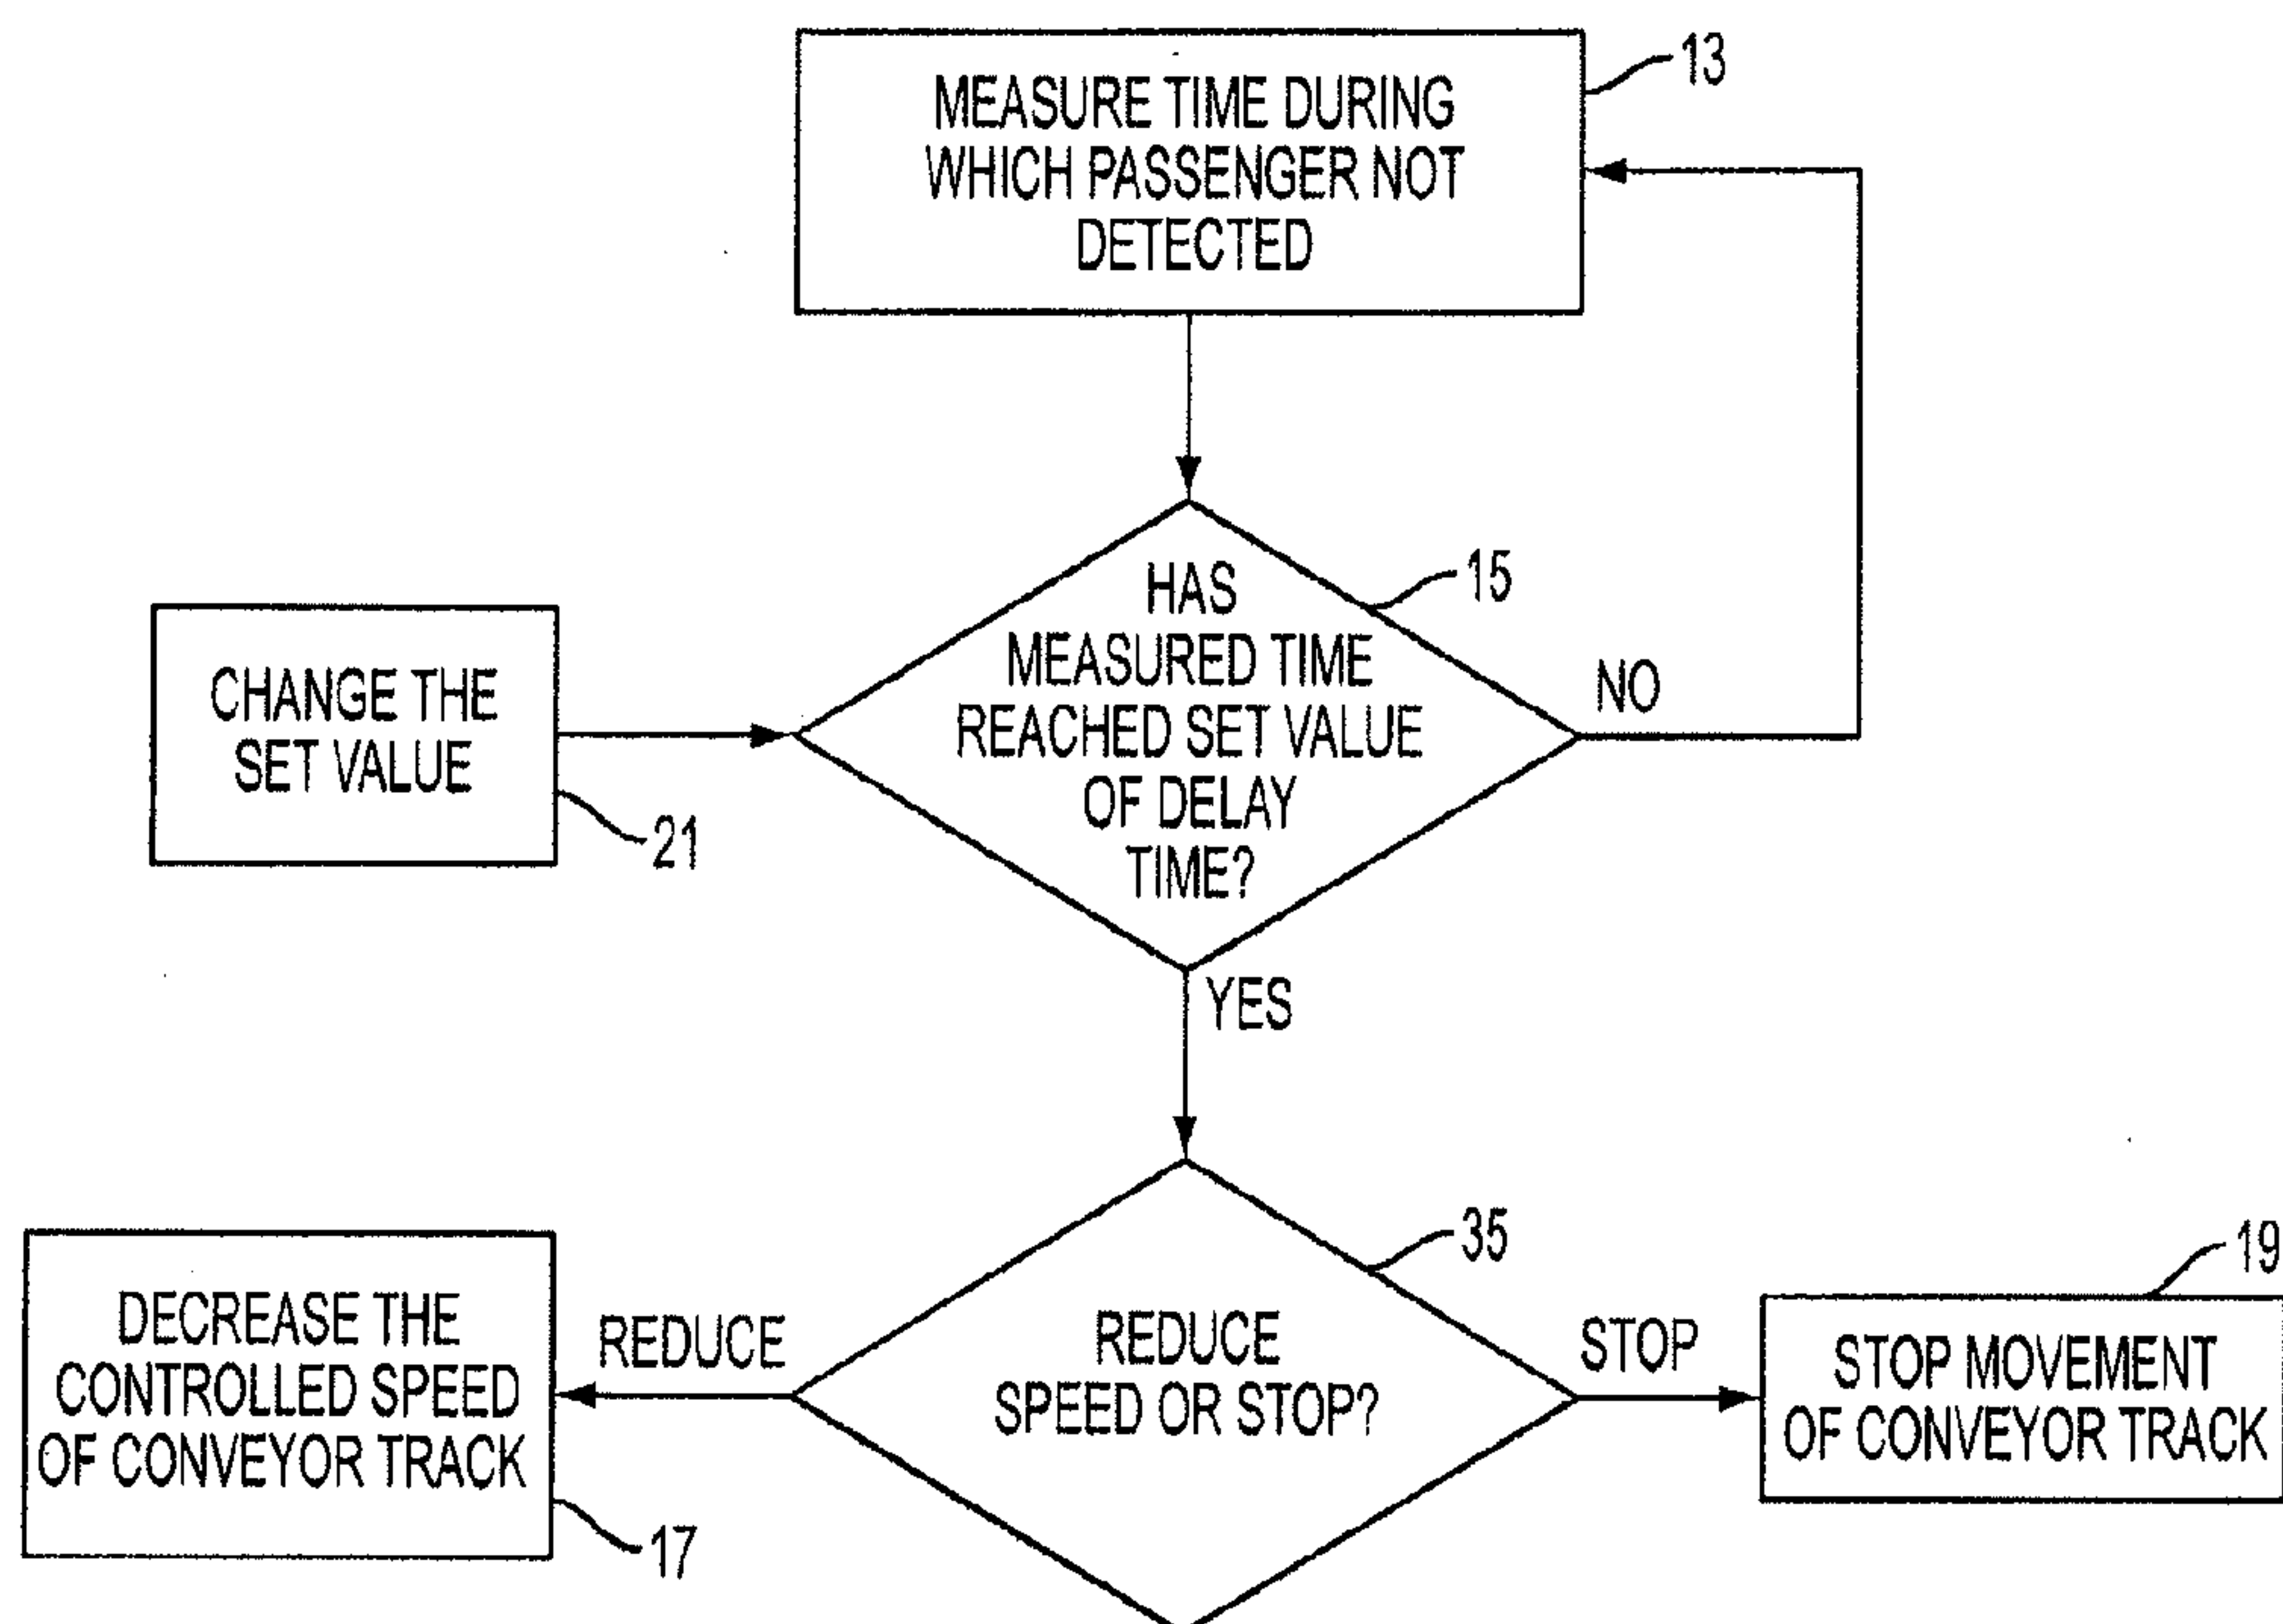 MEASURE TIME DURING
WHICH PASSENGER NOT
DETECTED
13
HAS
MEASURED TIME
REACHED SET VALUE
OF DELAY
TIME?
15
NO
CHANGE THE
SET VALUE
21
YES
REDUCE
SPEED OR STOP?
35
REDUCE
DECREASE THE
CONTROLLED SPEED
OF CONVEYOR TRACK
17
STOP
STOP MOVEMENT
OF CONVEYOR TRACK
19